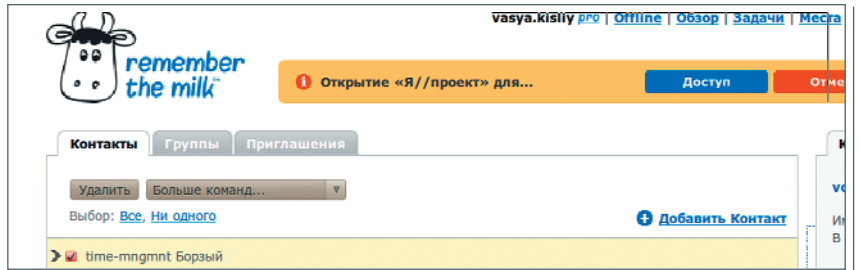 vasya.kisliy pro | Offline | Обзор | Задачи | Места
remember
the milk™
Открытие «Я//проект» для...
Доступ
Контакты Группы Приглашения
Удалить Больше команд...
Выбор: Все, Ни одного
Добавить Контакт
time-mngmnt Борзый
В